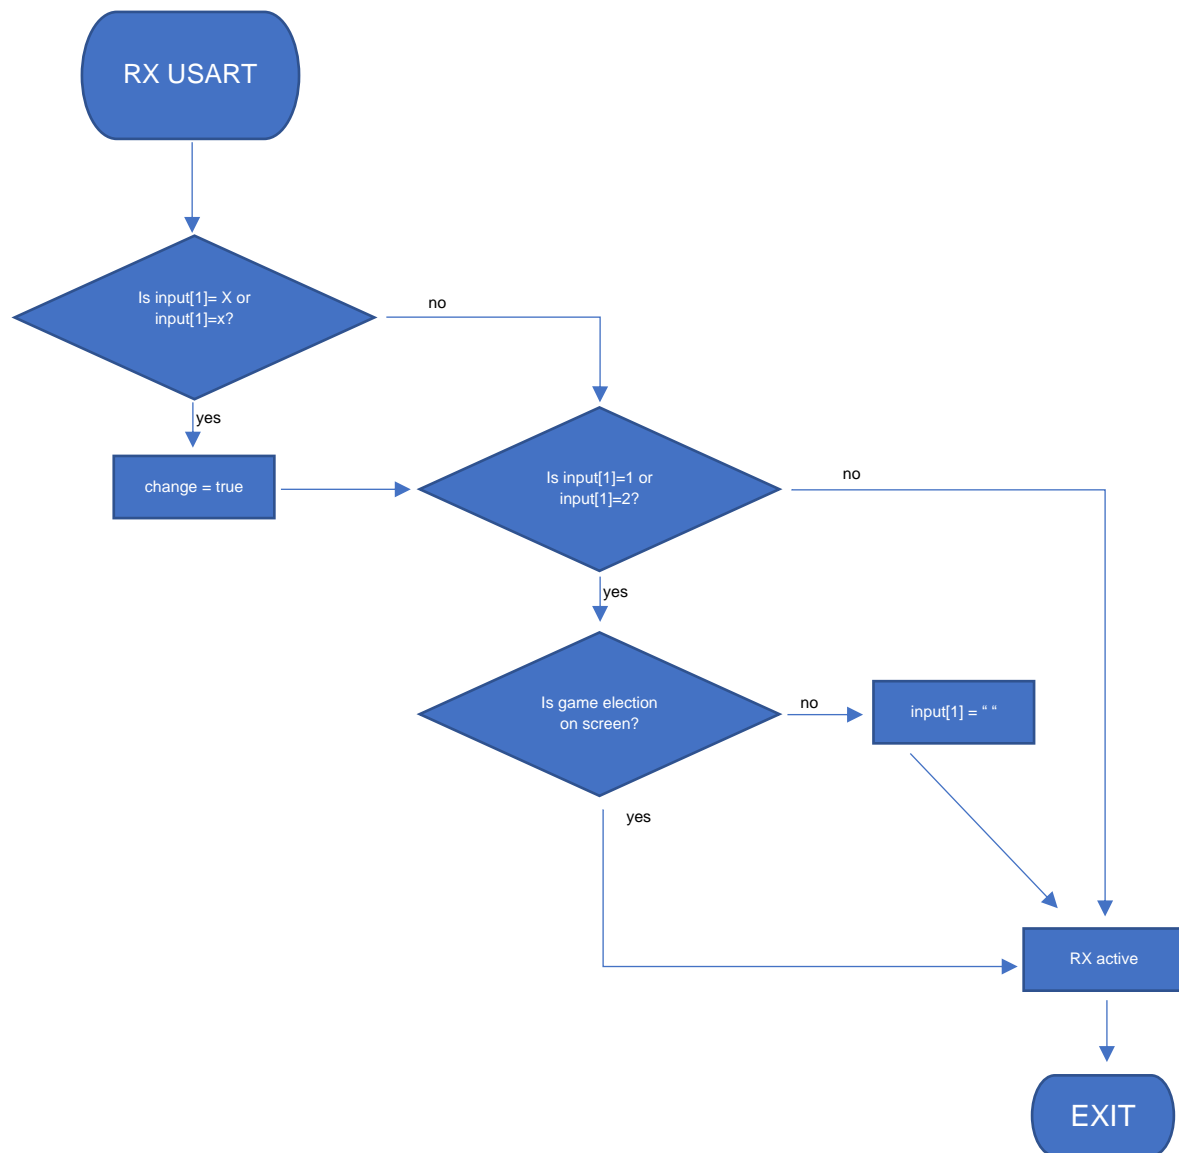 RX USART
Is input[1]= X or
input[1]=x?
no
yes
change = true
Is input[1]=1 or
input[1]=2?
no
yes
Is game election
on screen?
no
input[1] = “ “
yes
RX active
EXIT